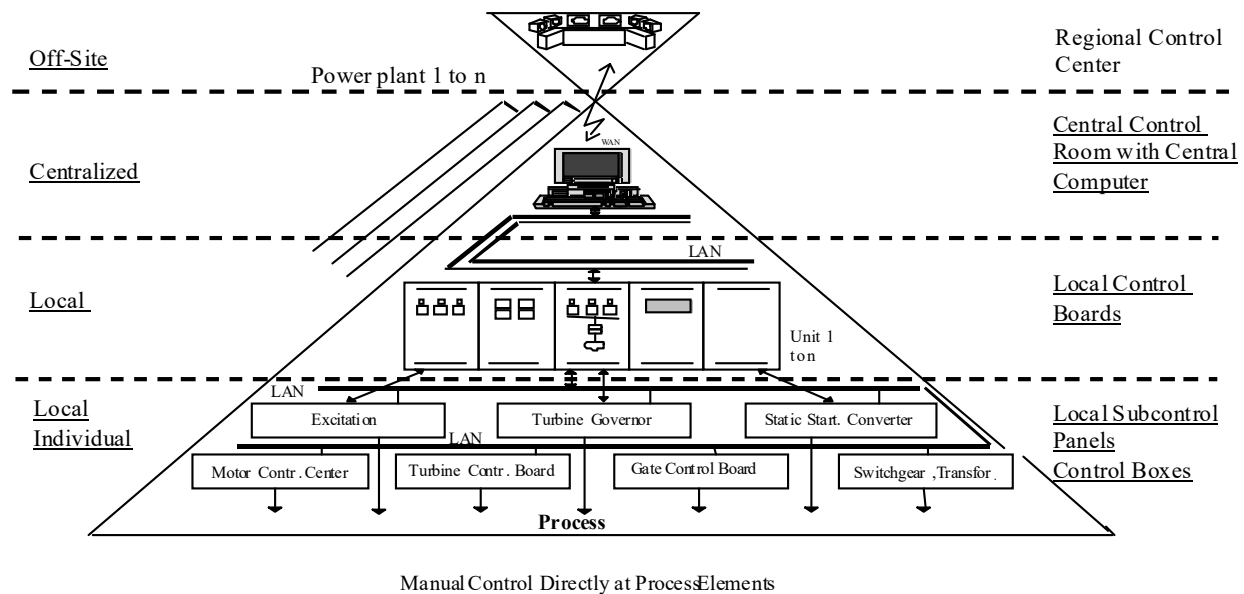 Off-Site
Power plant 1 to n
Regional Control
Center
WAN
Centralized
Central Control
Room with Central
Computer
LAN
Local
Local Control
Boards
Unit 1
to n
LAN
Local
Individual
Excitation
Turbine Governor
Static Start. Converter
Local Subcontrol
Panels
Control Boxes
LAN
Motor Contr. Center
Turbine Contr. Board
Gate Control Board
Switchgear ,Transfor.
Process
Manual Control Directly at Process Elements